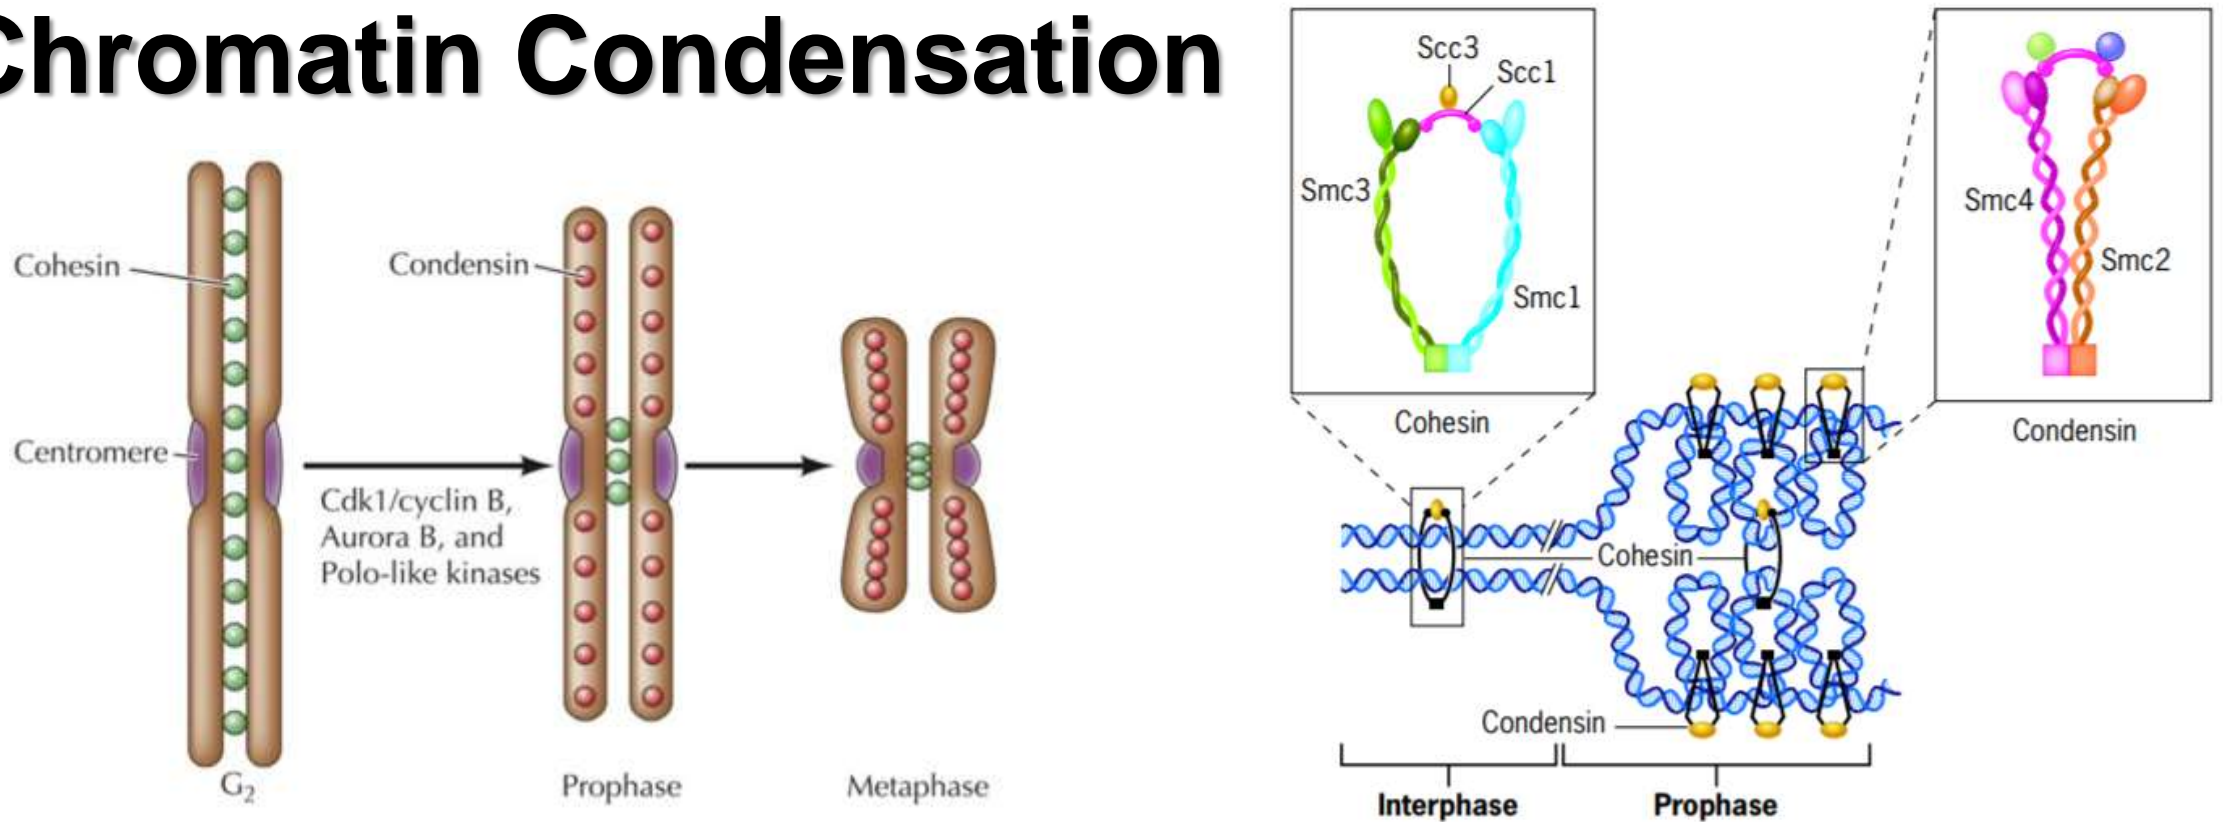 Chromatin Condensation
Cohesin
Centromere
Cdk1/cyclin B,
Aurora B, and
Polo-like kinases
Condensin
G2
Prophase
Metaphase
Scc3
Scc1
Smc3
Smc1
Cohesin
Smc4
Smc2
Condensin
Cohesin
Condensin
Interphase
Prophase